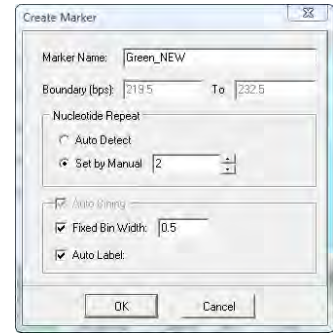 Create Marker
Marker Name: Green_NEW
Boundary (bps): 219.5 To 232.5
Nucleotide Repeat
Auto Detect
Set by Manual 2
Auto Bining
Fixed Bin Width: 0.5
Auto Label:
OK Cancel